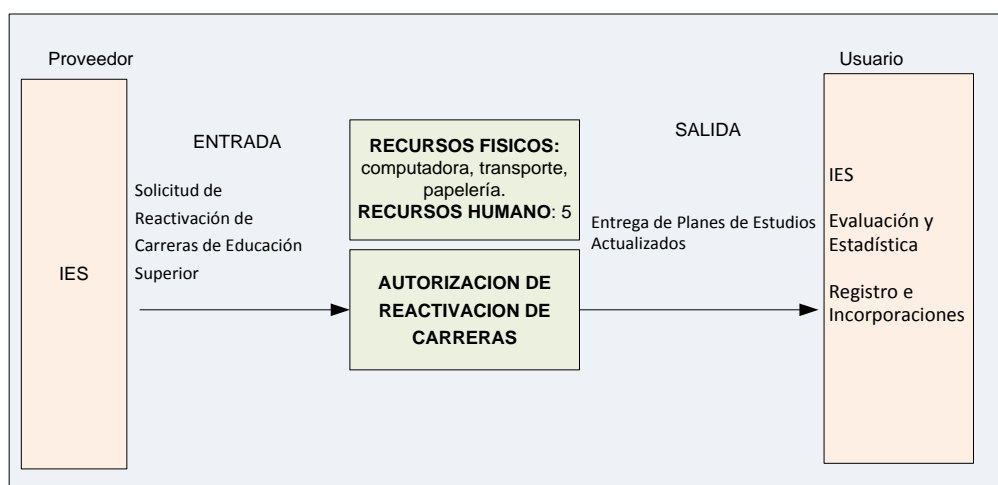 Proveedor
IES
ENTRADA
Solicitud de
Reactivación de
Carreras de Educación
Superior
RECURSOS FISICOS:
computadora, transporte,
papelería.
RECURSOS HUMANO: 5
AUTORIZACION DE
REACTIVACION DE
CARRERAS
SALIDA
Entrega de Planes de Estudios
Actualizados
Usuario
IES
Evaluación y
Estadística
Registro e
Incorporaciones